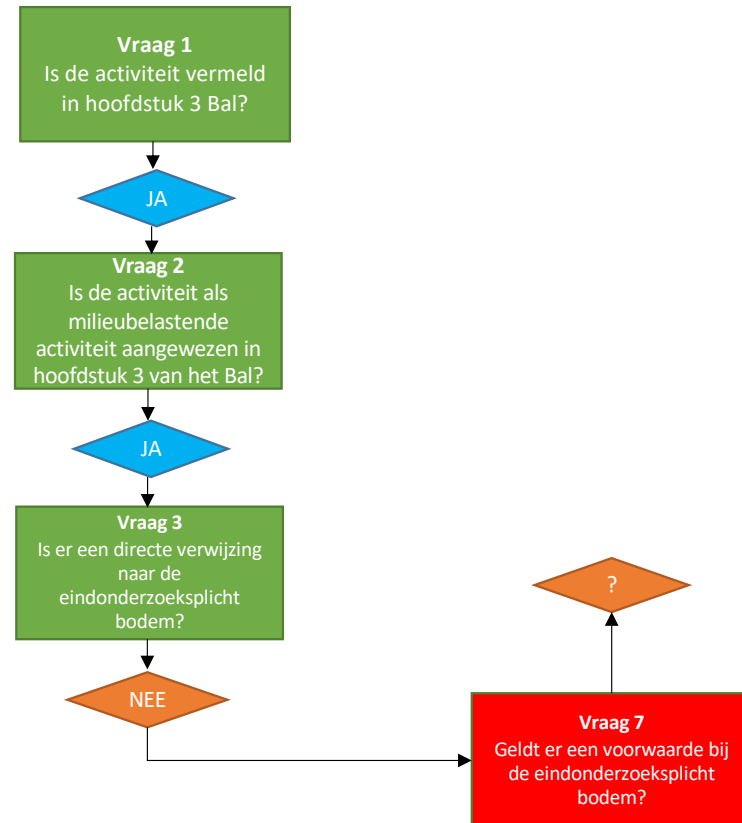 Vraag 1
Is de activiteit vermeld
in hoofdstuk 3 Bal?
JA
Vraag 2
Is de activiteit als
milieubelastende
activiteit aangewezen in
hoofdstuk 3 van het Bal?
JA
Vraag 3
Is er een directe verwijzing
naar de
eindonderzoeksplicht
bodem?
NEE
?
Vraag 7
Geldt er een voorwaarde bij
de eindonderzoeksplicht
bodem?